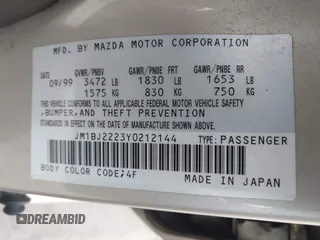 MFD. BY MAZDA MOTOR CORPORATION
GVWR/PNBV GAWR/PNBE FRT GAWR/PNBE RR
09/99 3472 LB 1830 LB 1653 LB
1575 KG 830 KG 750 KG
THIS VEHICLE CONFORMS TO ALL APPLICABLE
FEDERAL MOTOR VEHICLE SAFETY,
BUMPER, AND THEFT PREVENTION
STANDARDS IN EFFECT ON THE DATE OF
MANUFACTURE SHOWN ABOVE.
JM1BJ2223Y0212144 TYPE: PASSENGER
BODY COLOR CODE; 4F
MADE IN JAPAN
DREAMBID